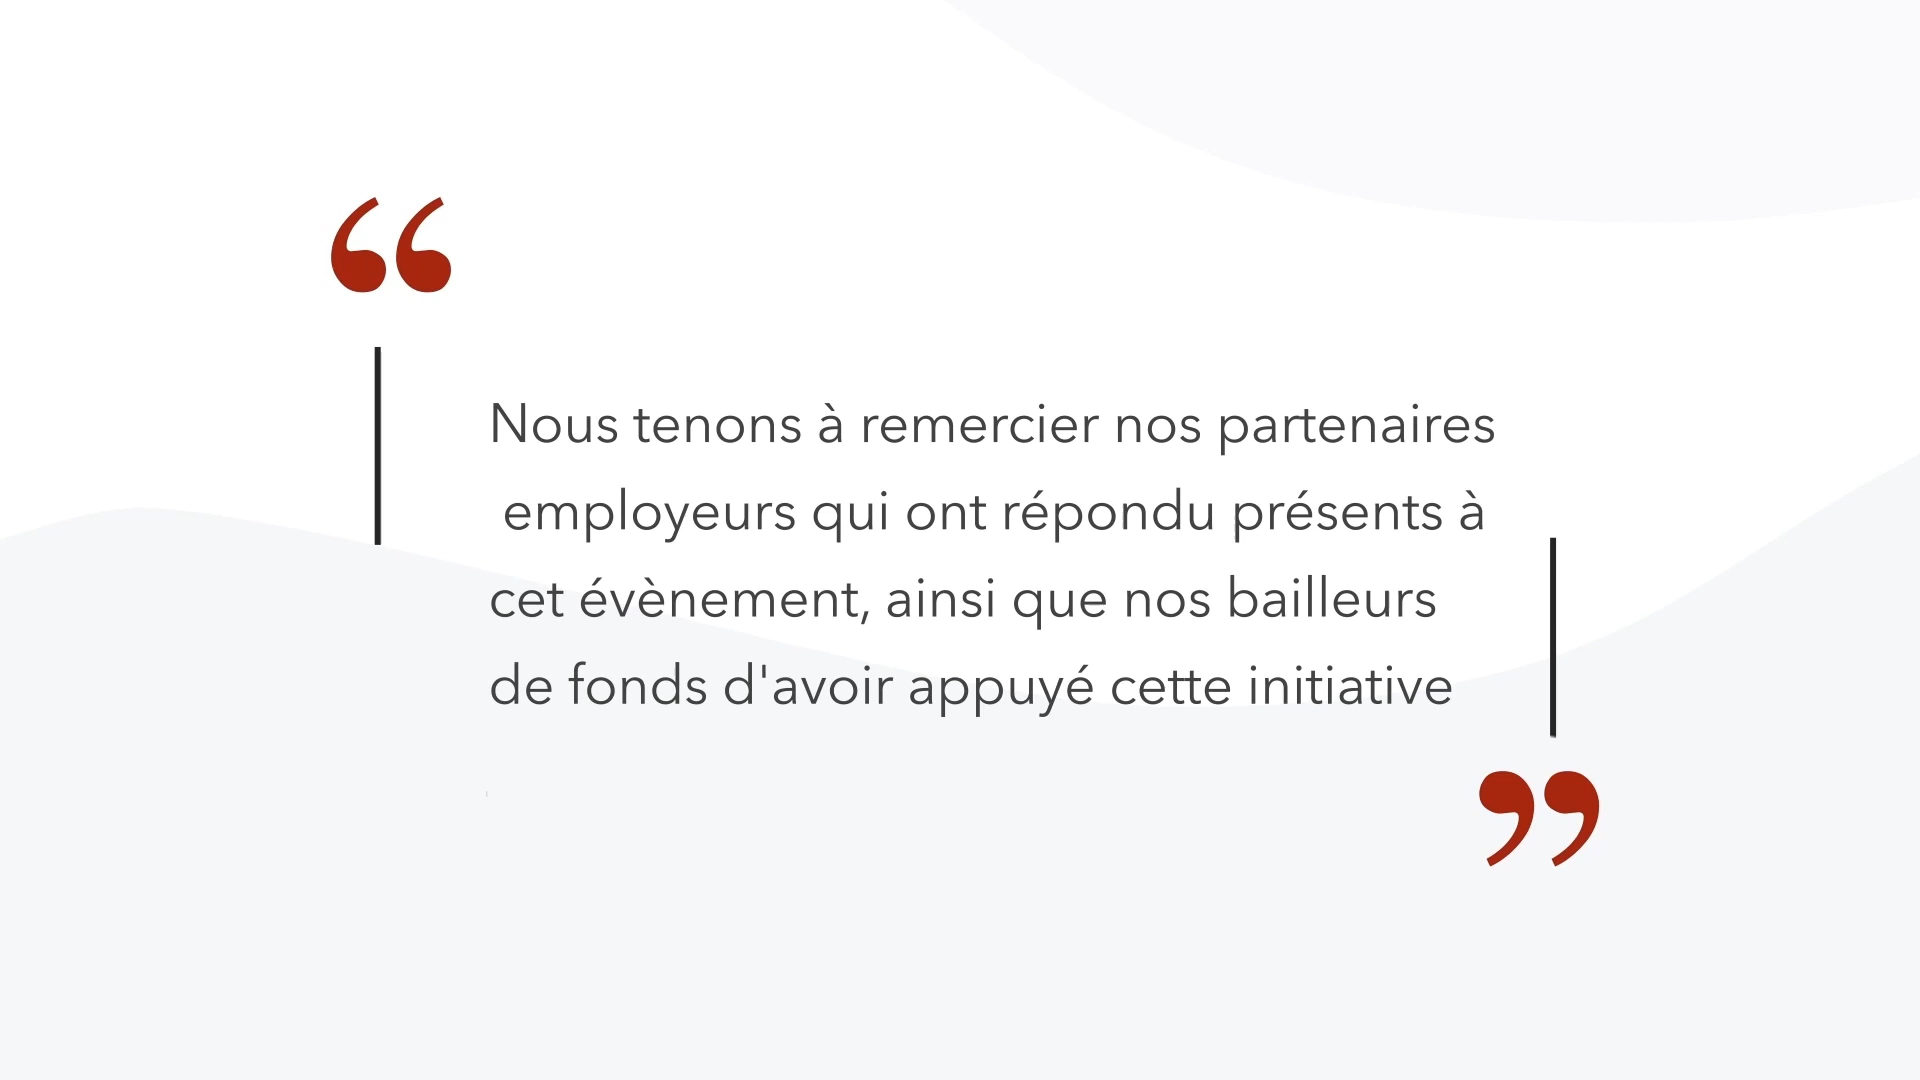 “
Nous tenons à remercier nos partenaires
employeurs qui ont répondu présents à
cet évènement, ainsi que nos bailleurs
de fonds d'avoir appuyé cette initiative
”